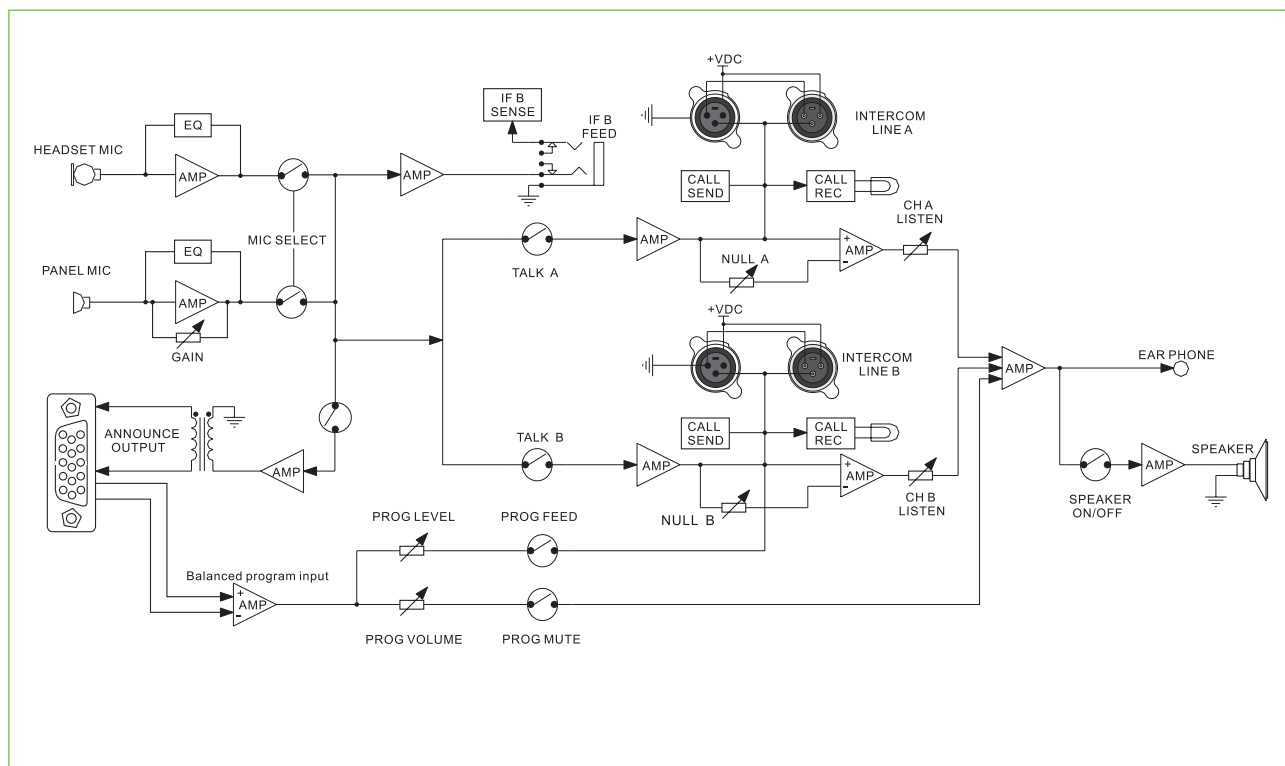 +VDC
IF B
SENSE
IF B
FEED
EQ
INTERCOM
LINE A
HEADSET MIC
AMP
AMP
CALL
SEND
CALL
REC
CH A
LISTEN
MIC SELECT
EQ
AMP
+
-
AMP
NULL A
TALK A
PANEL MIC
AMP
GAIN
+VDC
INTERCOM
LINE B
AMP
EAR PHONE
CALL
SEND
CALL
REC
ANNOUNCE
OUTPUT
TALK B
SPEAKER
AMP
AMP
+
-
AMP
AMP
CH B
LISTEN
SPEAKER
ON/OFF
NULL B
PROG LEVEL
PROG FEED
Balanced program input
+
-
AMP
PROG VOLUME
PROG MUTE